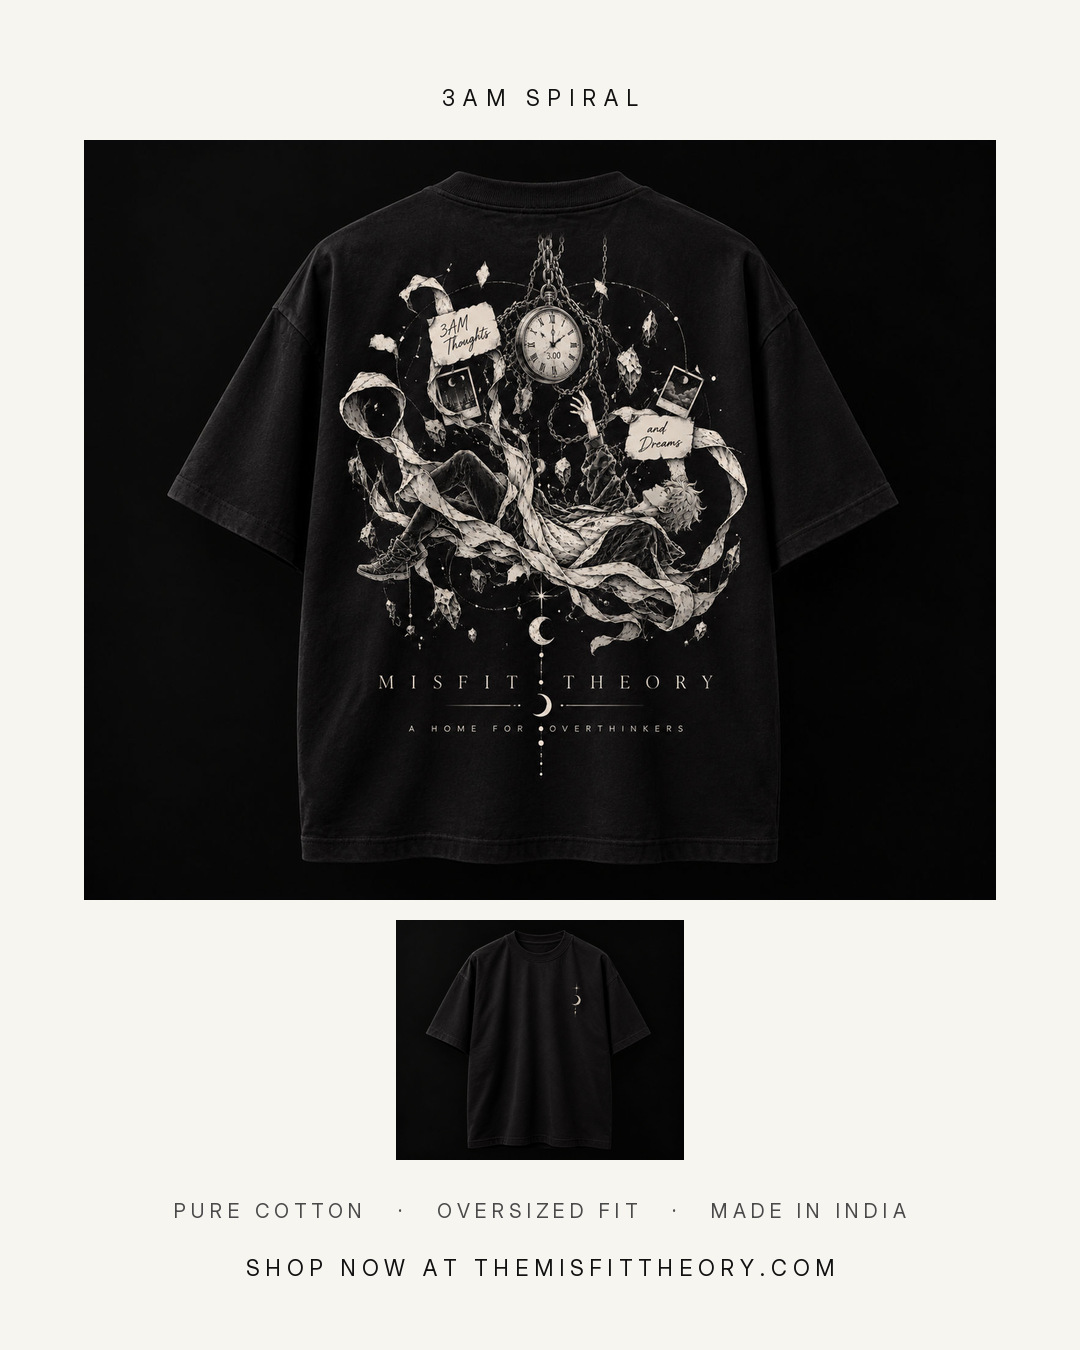 3AM SPIRAL
3AM
Thoughts
3.00
and
Dreams
MISFIT THEORY
A HOME FOR OVERTHINKERS
PURE COTTON · OVERSIZED FIT · MADE IN INDIA
SHOP NOW AT THEMISFITTHEORY.COM